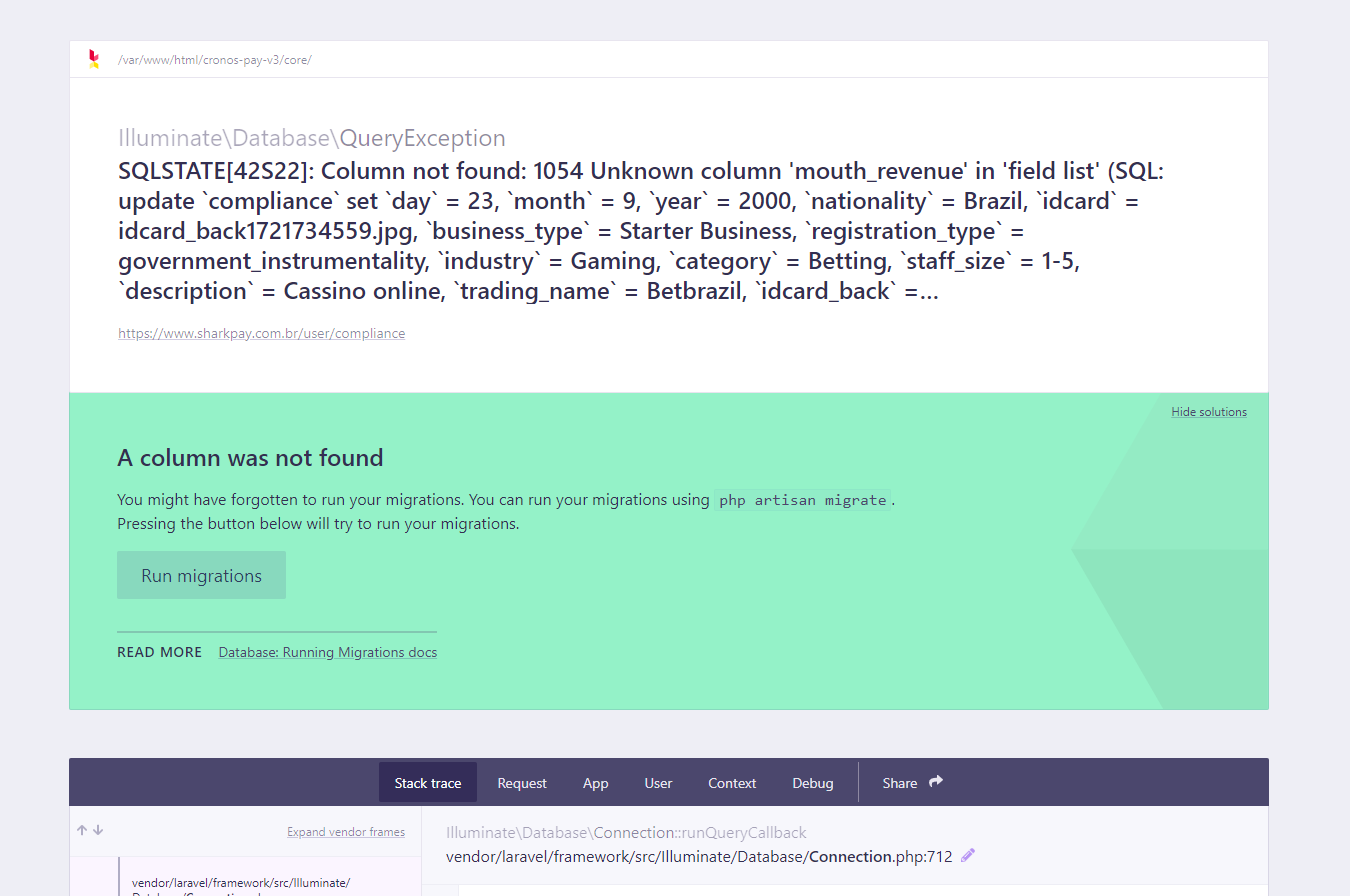 /var/www/html/cronos-pay-v3/core/
Illuminate\Database\QueryException
SQLSTATE[42S22]: Column not found: 1054 Unknown column 'mouth_revenue' in 'field list' (SQL:
update `compliance` set `day` = 23, `month` = 9, `year` = 2000, `nationality` = Brazil, `idcard` =
idcard_back1721734559.jpg, `business_type` = Starter Business, `registration_type` =
government_instrumentality, `industry` = Gaming, `category` = Betting, `staff_size` = 1-5,
`description` = Cassino online, `trading_name` = Betbrazil, `idcard_back` =...
https://www.sharkpay.com.br/user/compliance
Hide solutions
A column was not found
You might have forgotten to run your migrations. You can run your migrations using php artisan migrate.
Pressing the button below will try to run your migrations.
Run migrations
READ MORE Database: Running Migrations docs
Stack trace Request App User Context Debug Share
Expand vendor frames
Illuminate\Database\Connection::runQueryCallback
vendor/laravel/framework/src/Illuminate/Database/Connection.php:712
vendor/laravel/framework/src/Illuminate/